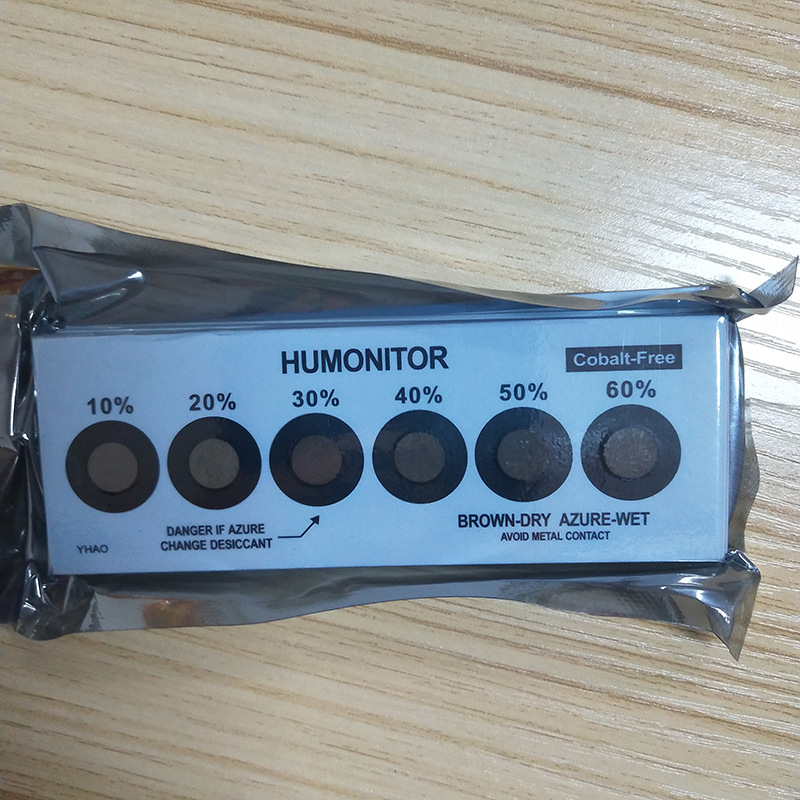 HUMONITOR
Cobalt-Free
10% 20% 30% 40% 50% 60%
DANGER IF AZURE
CHANGE DESICCANT
BROWN-DRY AZURE-WET
AVOID METAL CONTACT
YHAO